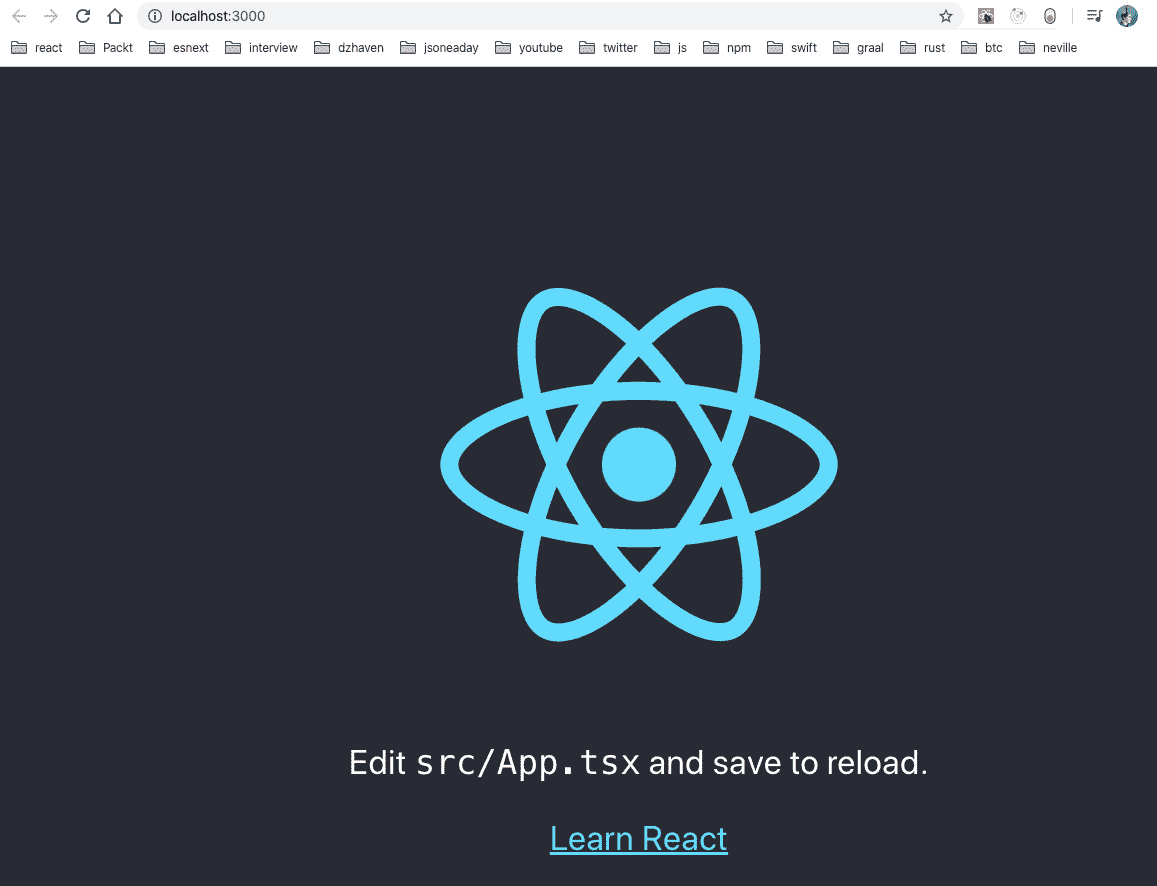 localhost:3000
react Packt esnext interview dzhaven jsoneaday youtube twitter js npm swift graal rust btc neville
Edit src/App.tsx and save to reload.
Learn React